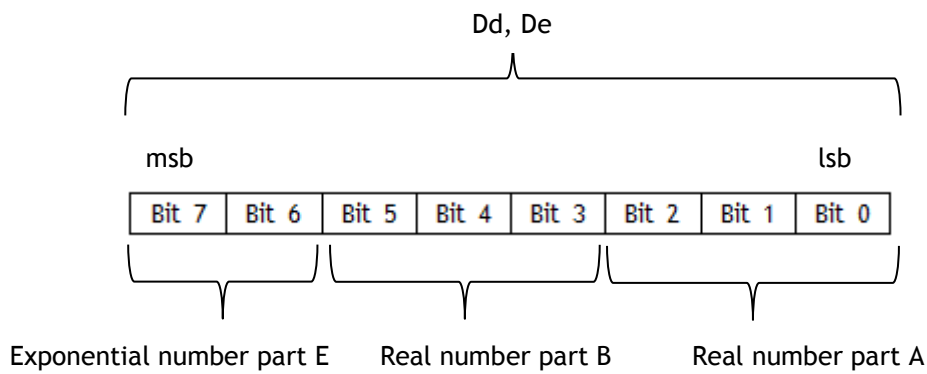 Dd, De
msb lsb
Bit 7 Bit 6 Bit 5 Bit 4 Bit 3 Bit 2 Bit 1 Bit 0
Exponential number part E Real number part B Real number part A